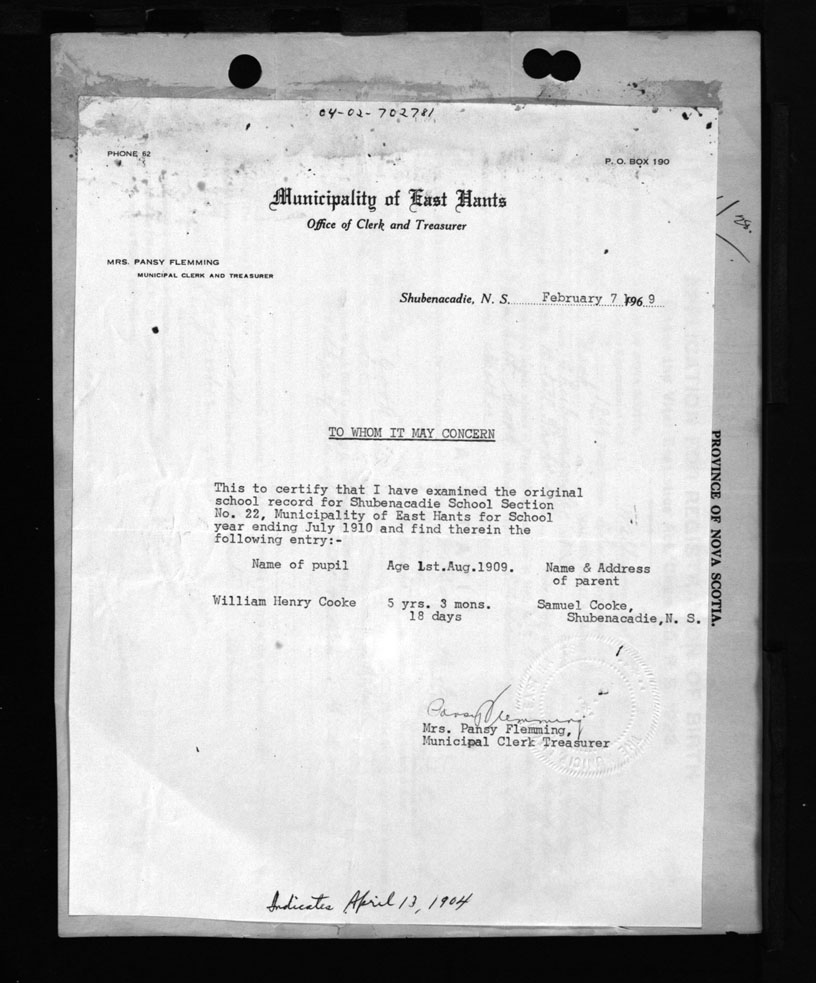 04-02-702781
PHONE 62
P. O. BOX 190
Municipality of East Hants
Office of Clerk and Treasurer
MRS. PANSY FLEMMING
MUNICIPAL CLERK AND TREASURER
Shubenacadie, N. S. February 7 1969
TO WHOM IT MAY CONCERN
This to certify that I have examined the original
school record for Shubenacadie School Section
No. 22, Municipality of East Hants for School
year ending July 1910 and find therein the
following entry:-
Name of pupil Age 1st.Aug.1909. Name & Address
of parent
William Henry Cooke 5 yrs. 3 mons. Samuel Cooke,
18 days Shubenacadie,N. S.
Pansy Flemming
Mrs. Pansy Flemming,
Municipal Clerk Treasurer
Indicates April 13, 1904
PROVINCE OF NOVA SCOTIA.